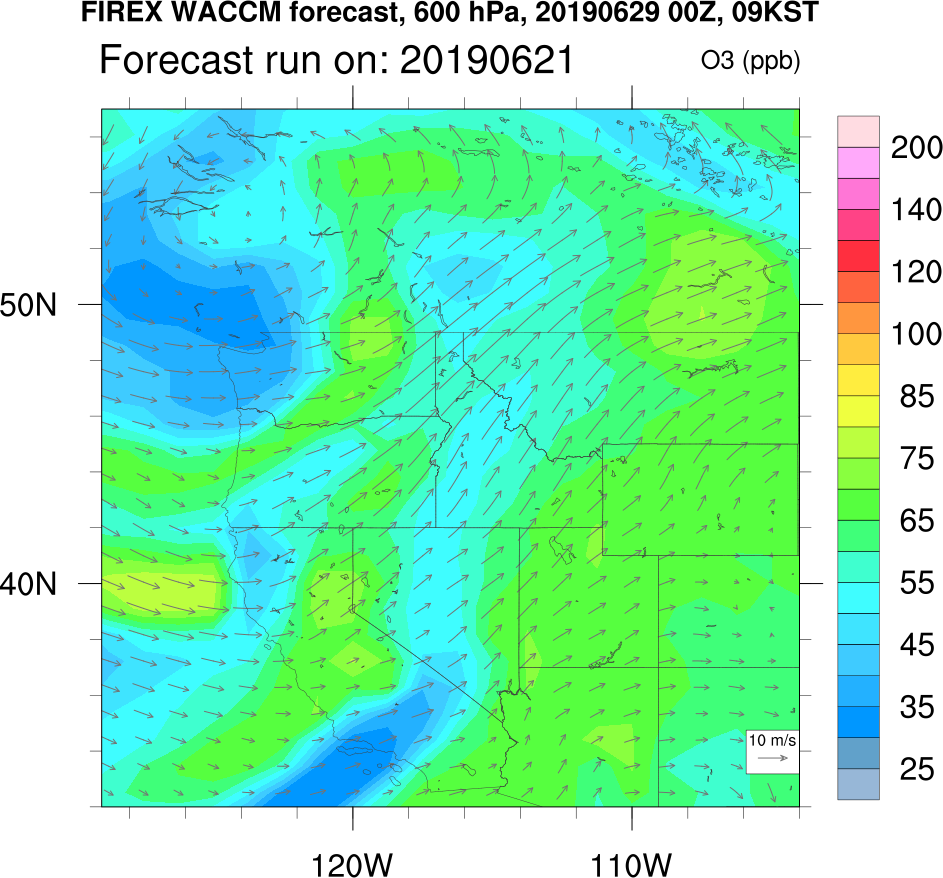 FIREX WACCM forecast, 600 hPa, 20190629 00Z, 09KST
Forecast run on: 20190621
O3 (ppb)
200
140
120
100
85
75
65
55
45
35
25
50N
40N
10 m/s
120W
110W